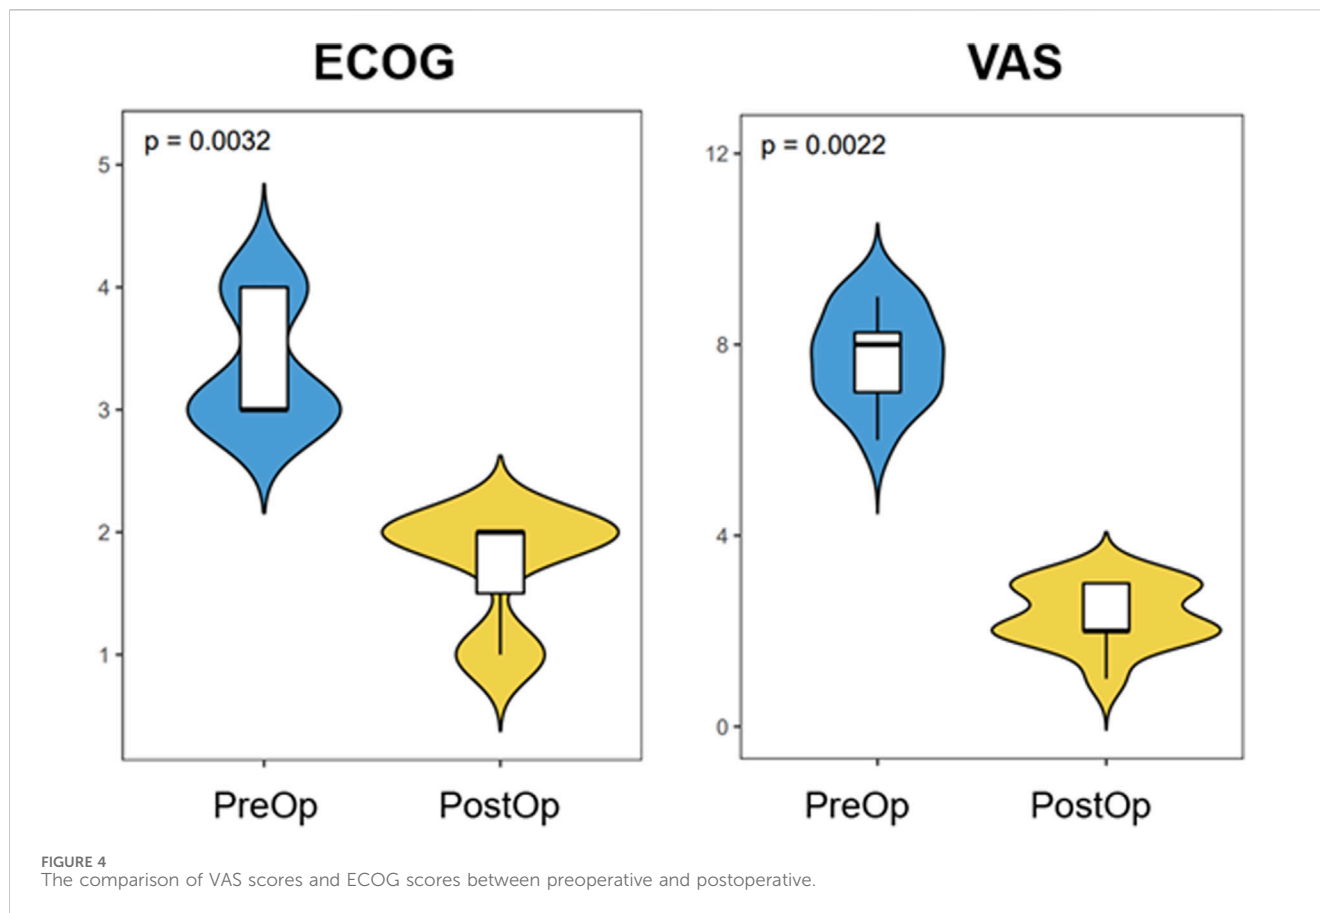 ECOG
p = 0.0032
5
4
3
2
1
PreOp
PostOp
VAS
p = 0.0022
12
8
4
0
PreOp
PostOp
FIGURE 4
The comparison of VAS scores and ECOG scores between preoperative and postoperative.